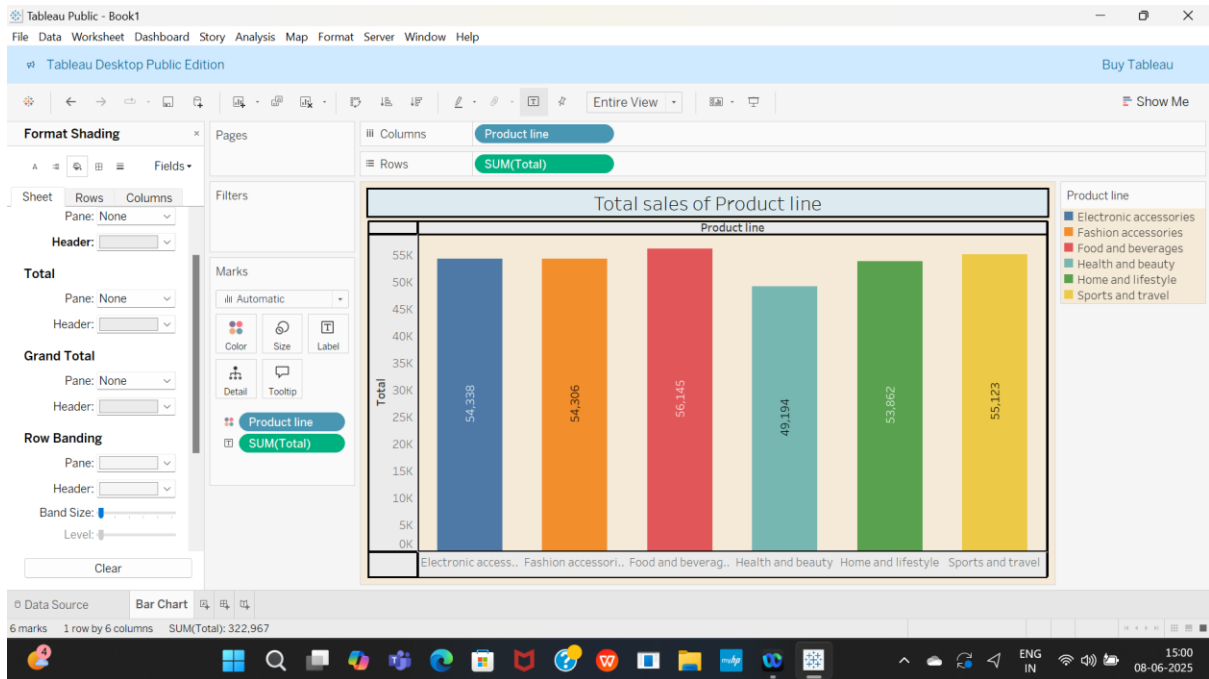 Tableau Public - Book1
File Data Worksheet Dashboard Story Analysis Map Format Server Window Help
Tableau Desktop Public Edition
Buy Tableau
Entire View
Show Me
Format Shading
Fields
Sheet Rows Columns
Pane: None
Header:
Total
Pane: None
Header:
Grand Total
Pane: None
Header:
Row Banding
Pane:
Header:
Band Size:
Level:
Clear
Pages
Filters
Marks
Automatic
Color Size Label
Detail Tooltip
Product line
SUM(Total)
Columns
Product line
Rows
SUM(Total)
Total sales of Product line
Product line
Total
55K
50K
45K
40K
35K
30K
25K
20K
15K
10K
5K
0K
54,338
54,306
56,145
49,194
53,862
55,123
Electronic access.. Fashion accessori.. Food and beverag.. Health and beauty Home and lifestyle Sports and travel
Product line
Electronic accessories
Fashion accessories
Food and beverages
Health and beauty
Home and lifestyle
Sports and travel
Data Source
Bar Chart
6 marks 1 row by 6 columns SUM(Total): 322,967
4
ENG
IN
15:00
08-06-2025